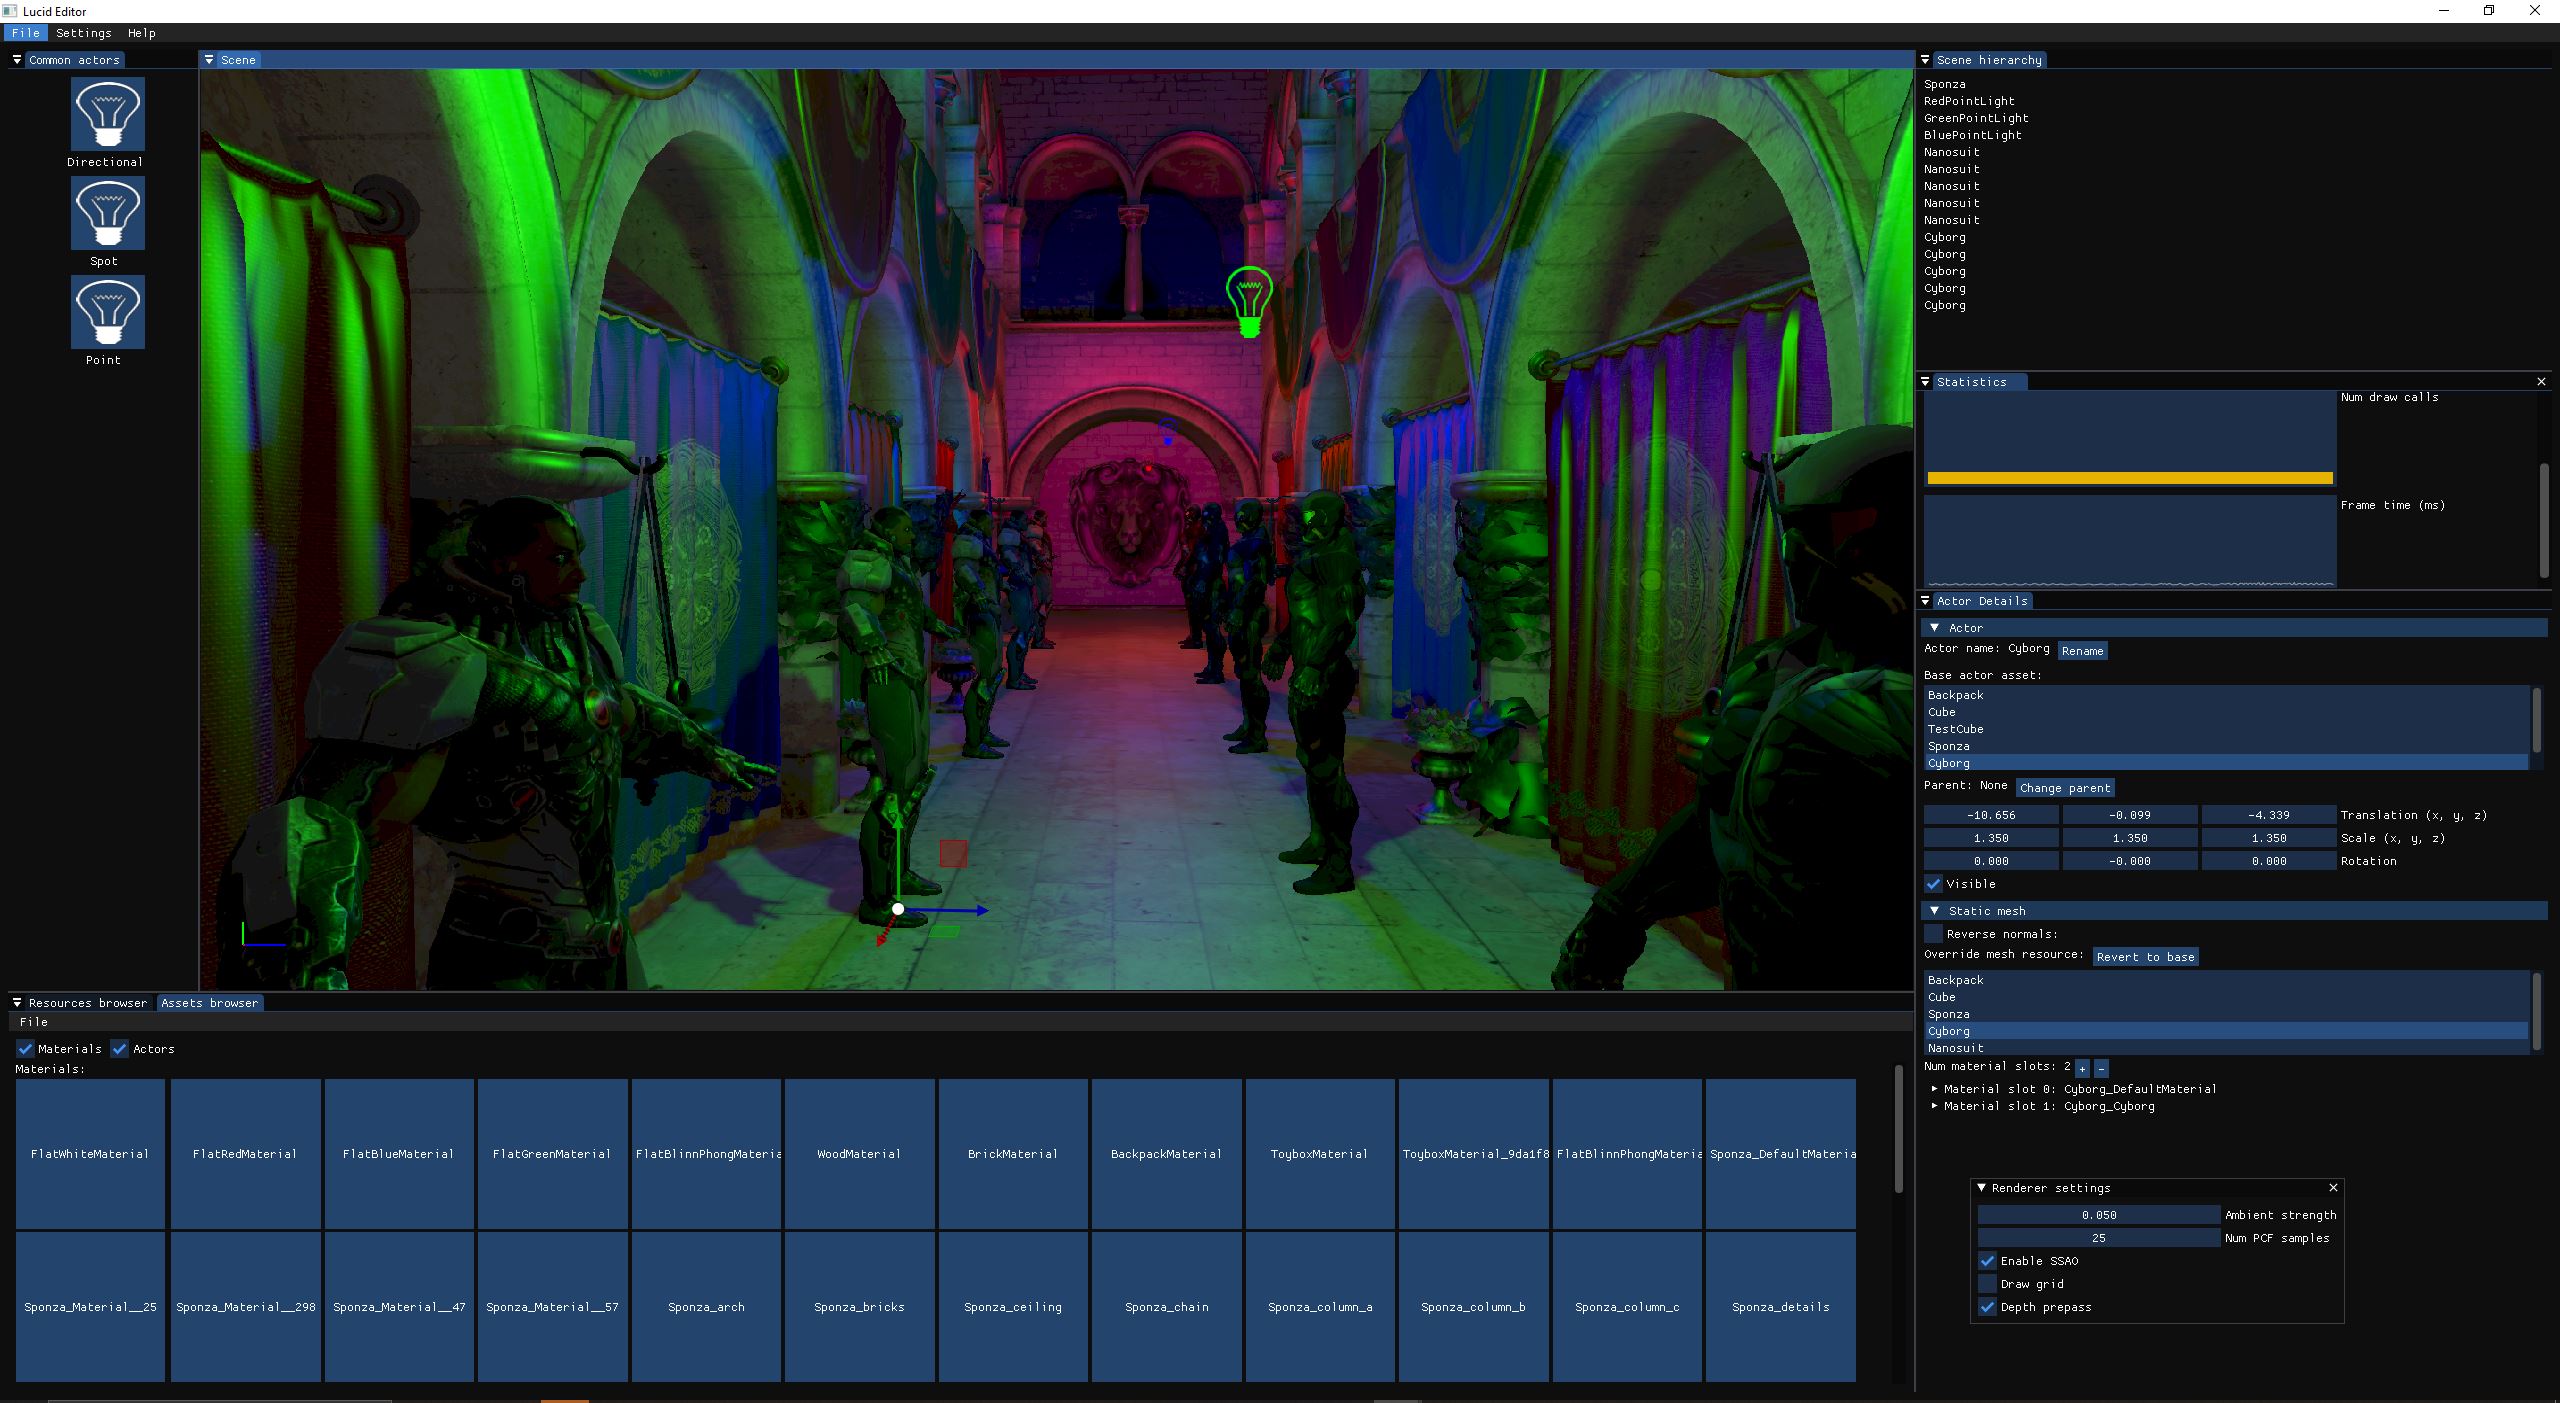 Lucid Editor
File Settings Help
Common actors
Directional
Spot
Point
Scene
Scene hierarchy
Sponza
RedPointLight
GreenPointLight
BluePointLight
Nanosuit
Nanosuit
Nanosuit
Nanosuit
Nanosuit
Cyborg
Cyborg
Cyborg
Cyborg
Cyborg
Statistics
Num draw calls
Frame time (ms)
Actor Details
Actor
Actor name: Cyborg Rename
Base actor asset:
Backpack
Cube
TestCube
Sponza
Cyborg
Parent: None Change parent
-10.656 -0.099 -4.339 Translation (x, y, z)
1.350 1.350 1.350 Scale (x, y, z)
0.000 -0.000 0.000 Rotation
Visible
Static mesh
Reverse normals:
Override mesh resource: Revert to base
Backpack
Cube
Sponza
Cyborg
Nanosuit
Num material slots: 2 + -
Material slot 0: Cyborg_DefaultMaterial
Material slot 1: Cyborg_Cyborg
Renderer settings
0.050 Ambient strength
25 Num PCF samples
Enable SSAO
Draw grid
Depth prepass
Resources browser Assets browser
File
Materials Actors
Materials:
FlatWhiteMaterial FlatRedMaterial FlatBlueMaterial FlatGreenMaterial FlatBlinnPhongMateria WoodMaterial BrickMaterial BackpackMaterial ToyboxMaterial ToyboxMaterial_9da1f8 FlatBlinnPhongMateria Sponza_DefaultMateria
Sponza_Material__25 Sponza_Material__298 Sponza_Material__47 Sponza_Material__57 Sponza_arch Sponza_bricks Sponza_ceiling Sponza_chain Sponza_column_a Sponza_column_b Sponza_column_c Sponza_details